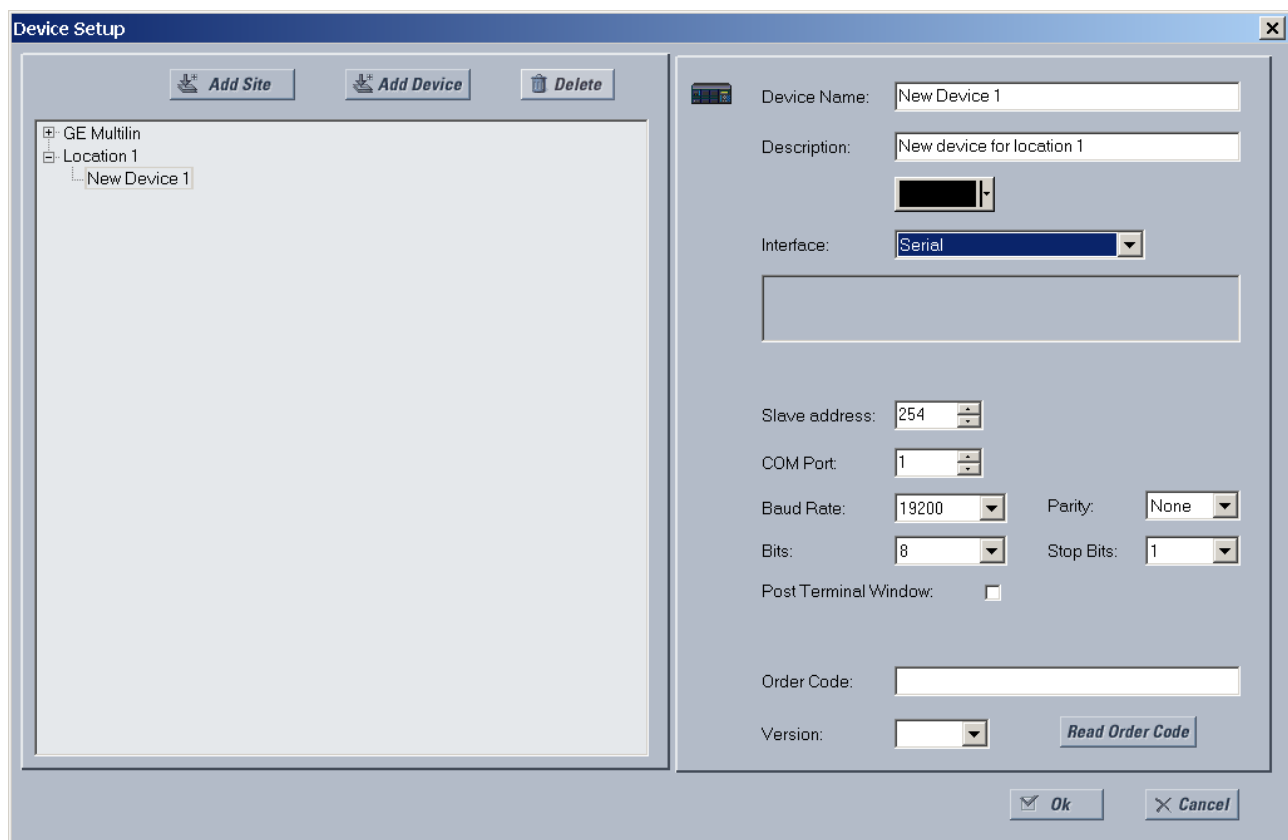 Device Setup
Add Site
Add Device
Delete
GE Multilin
Location 1
New Device 1
Device Name: New Device 1
Description: New device for location 1
Interface: Serial
Slave address: 254
COM Port: 1
Baud Rate: 19200 Parity: None
Bits: 8 Stop Bits: 1
Post Terminal Window:
Order Code:
Version: Read Order Code
Ok Cancel